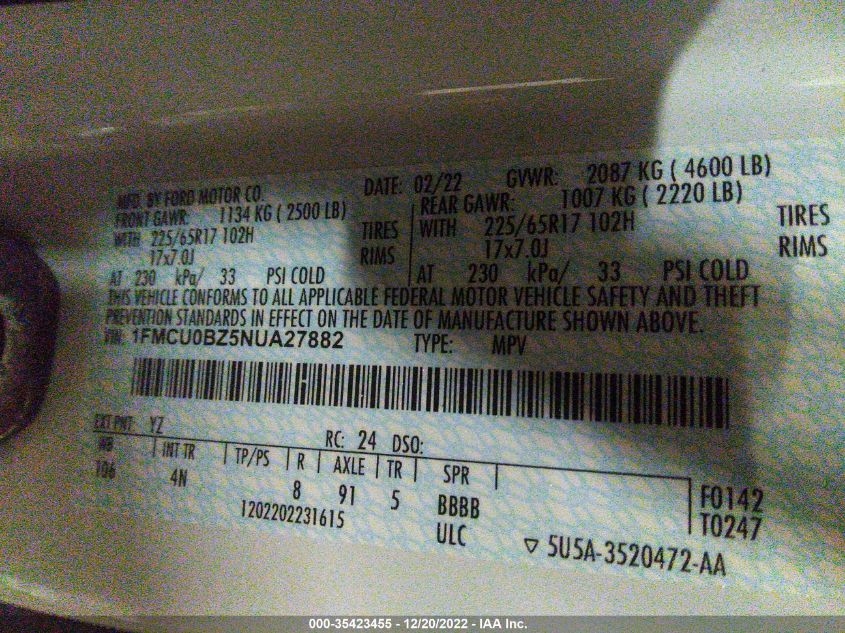 MFD. BY FORD MOTOR CO. DATE: 02/22 GVWR: 2087 KG ( 4600 LB)
FRONT GAWR: 1134 KG ( 2500 LB) REAR GAWR: 1007 KG ( 2220 LB)
WITH 225/65R17 102H TIRES WITH 225/65R17 102H TIRES
17x7.0J RIMS 17x7.0J RIMS
AT 230 kPa/ 33 PSI COLD AT 230 kPa/ 33 PSI COLD
THIS VEHICLE CONFORMS TO ALL APPLICABLE FEDERAL MOTOR VEHICLE SAFETY AND THEFT
PREVENTION STANDARDS IN EFFECT ON THE DATE OF MANUFACTURE SHOWN ABOVE.
VIN: 1FMCU0BZ5NUA27882 TYPE: MPV
EXT PNT YZ RC: 24 DSO:
WB INT TR TP/PS R AXLE TR SPR
106 4N 8 91 5 BBBB F0142
1202202231615 ULC T0247
▽ 5U5A-3520472-AA
000-35423455 - 12/20/2022 - IAA Inc.